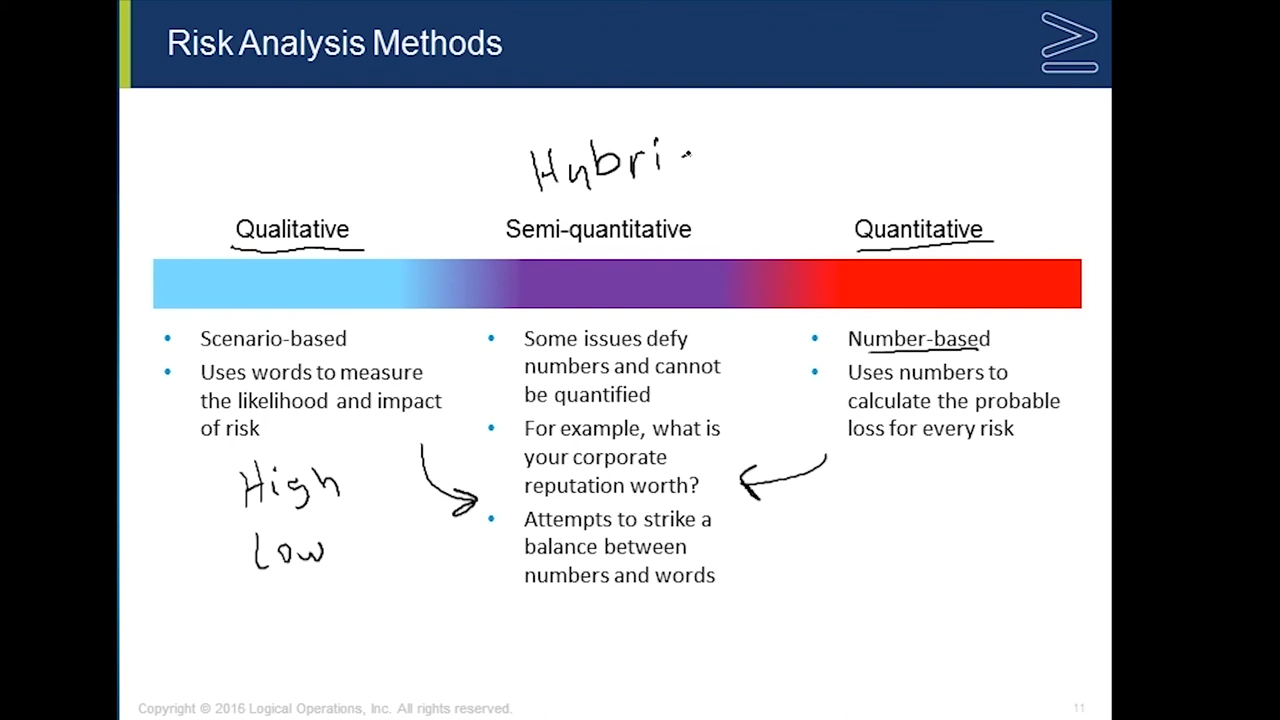 Risk Analysis Methods
Hybri
Qualitative
Semi-quantitative
Quantitative
• Scenario-based
• Uses words to measure
the likelihood and impact
of risk
High
Low
• Some issues defy
numbers and cannot
be quantified
• For example, what is
your corporate
reputation worth?
• Attempts to strike a
balance between
numbers and words
• Number-based
• Uses numbers to
calculate the probable
loss for every risk
Copyright © 2016 Logical Operations, Inc. All rights reserved.
11